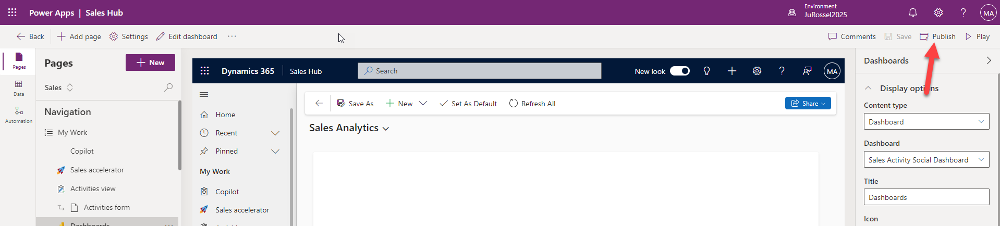 Power Apps | Sales Hub
Environment
JuRossel2025
MA
Back
Add page
Settings
Edit dashboard
Comments
Save
Publish
Play
Pages
Data
Automation
Pages
New
Sales
Navigation
My Work
Copilot
Sales accelerator
Activities view
Activities form
Dashboards
Dynamics 365
Sales Hub
Search
New look
MA
Home
Recent
Pinned
My Work
Copilot
Sales accelerator
Save As
New
Set As Default
Refresh All
Share
Sales Analytics
Dashboards
Display options
Content type
Dashboard
Dashboard
Sales Activity Social Dashboard
Title
Dashboards
Icon